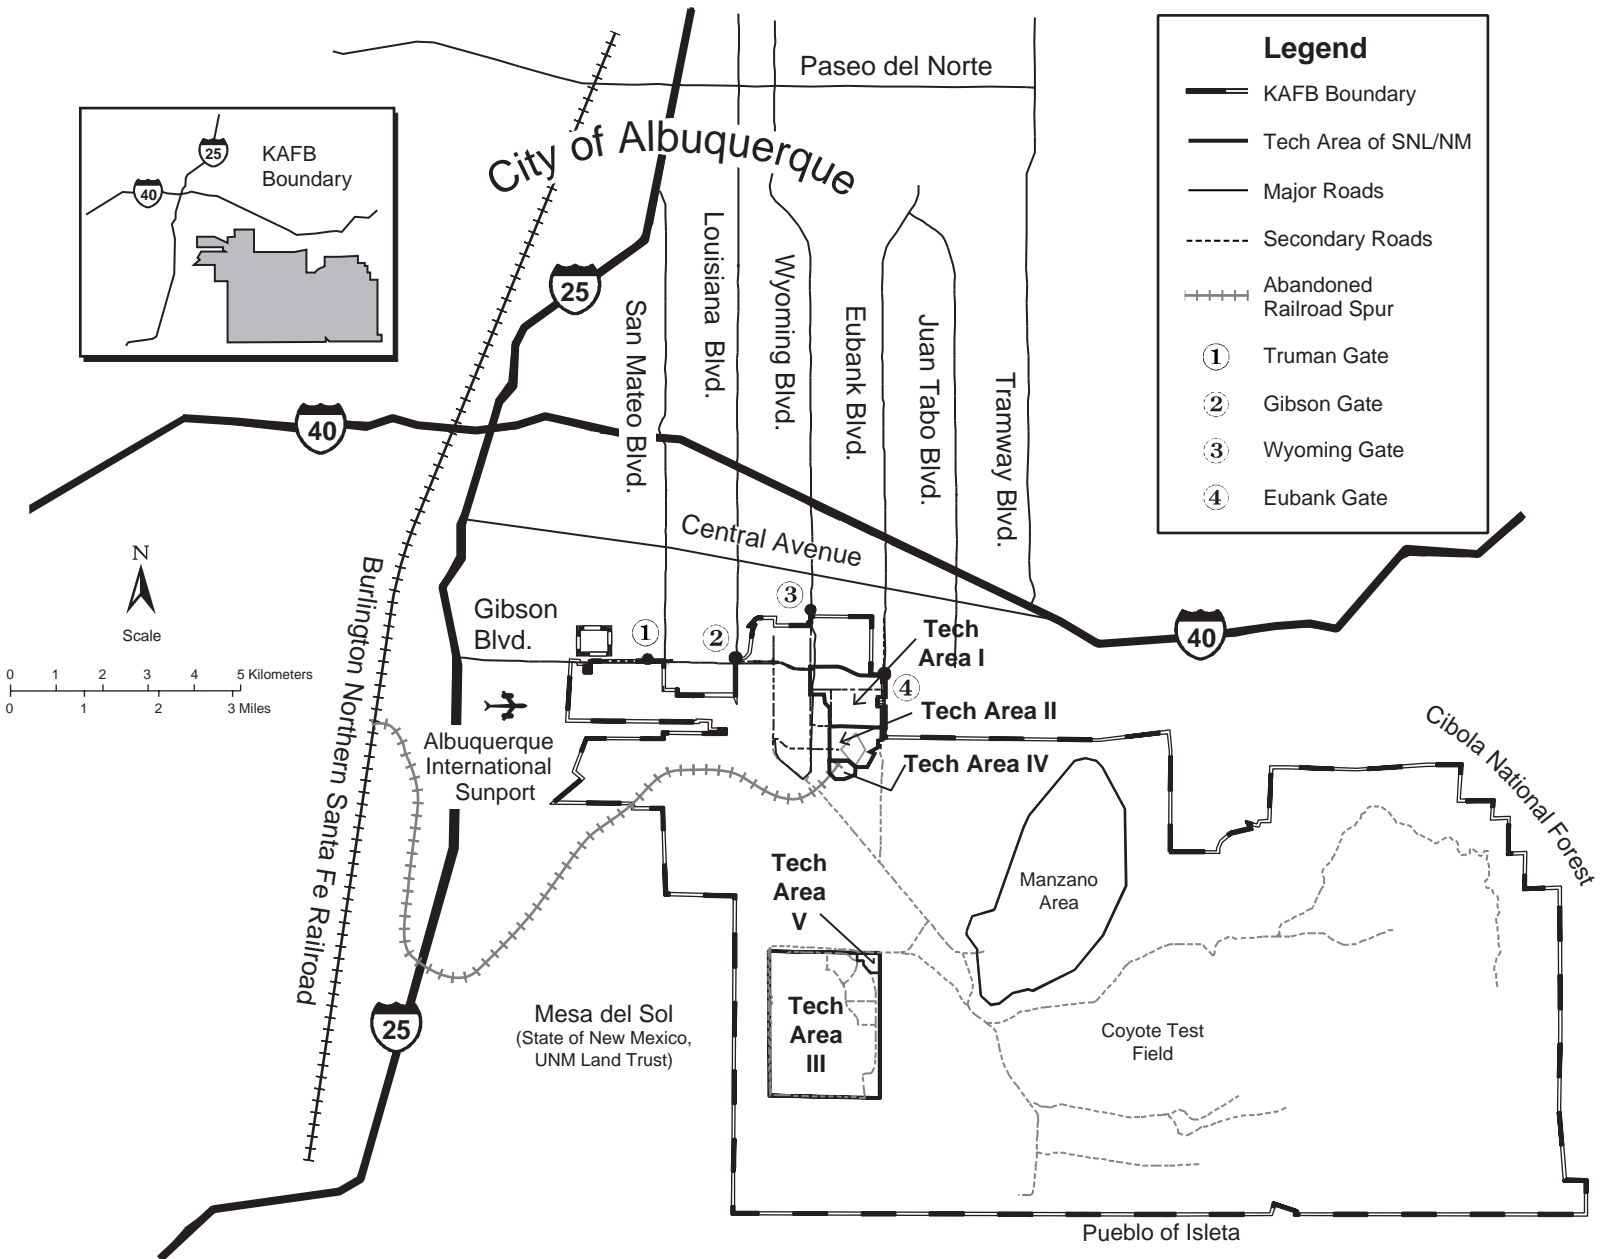 Paseo del Norte
City of Albuquerque
25
40
KAFB
Boundary
Legend
KAFB Boundary
Tech Area of SNL/NM
Major Roads
Secondary Roads
Abandoned
Railroad Spur
1 Truman Gate
2 Gibson Gate
3 Wyoming Gate
4 Eubank Gate
25
40
San Mateo Blvd.
Louisiana Blvd.
Wyoming Blvd.
Eubank Blvd.
Juan Tabo Blvd.
Tramway Blvd.
Central Avenue
N
Scale
0 1 2 3 4 5 Kilometers
0 1 2 3 Miles
Burlington Northern Santa Fe Railroad
Gibson
Blvd.
1
2
3
4
Tech
Area I
40
Tech Area II
Tech Area IV
Albuquerque
International
Sunport
Cibola National Forest
Tech
Area
V
Manzano
Area
Tech
Area
III
Mesa del Sol
(State of New Mexico,
UNM Land Trust)
25
Coyote Test
Field
Pueblo of Isleta